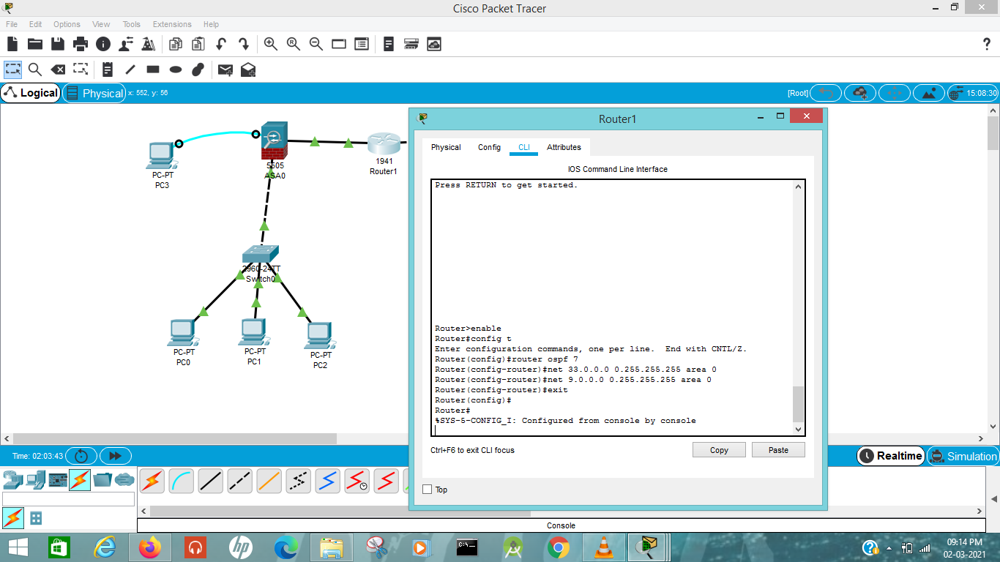 Cisco Packet Tracer
File Edit Options View Tools Extensions Help
?
Logical Physical x: 552, y: 56 [Root] 15:08:30
PC-PT
PC3
5505
ASA0
1941
Router1
2960-24TT
Switch0
PC-PT
PC0
PC-PT
PC1
PC-PT
PC2
Router1
Physical Config CLI Attributes
IOS Command Line Interface
Press RETURN to get started.
Router>enable
Router#config t
Enter configuration commands, one per line.  End with CNTL/Z.
Router(config)#router ospf 7
Router(config-router)#net 33.0.0.0 0.255.255.255 area 0
Router(config-router)#net 9.0.0.0 0.255.255.255 area 0
Router(config-router)#exit
Router(config)#
Router#
%SYS-5-CONFIG_I: Configured from console by console
Ctrl+F6 to exit CLI focus
Copy Paste
Top
Time: 02:03:43
Realtime Simulation
Console
hp
C:\_
09:14 PM
02-03-2021